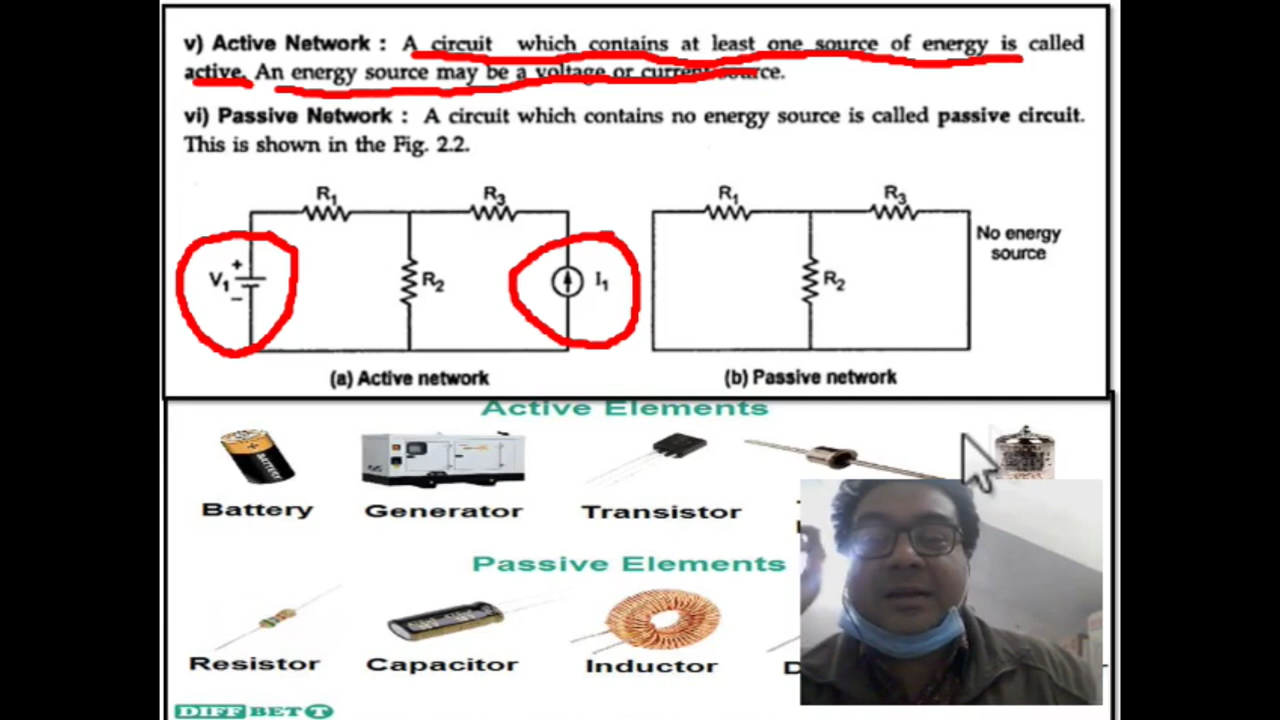 v) Active Network : A circuit which contains at least one source of energy is called
active. An energy source may be a voltage or current source.
vi) Passive Network : A circuit which contains no energy source is called passive circuit.
This is shown in the Fig. 2.2.
R1 R3 R1 R3
No energy
source
V1 + − R2 I1 R2
(a) Active network (b) Passive network
Active Elements
BATTERY
Battery Generator Transistor
Passive Elements
Resistor Capacitor Inductor
DIFF BET T